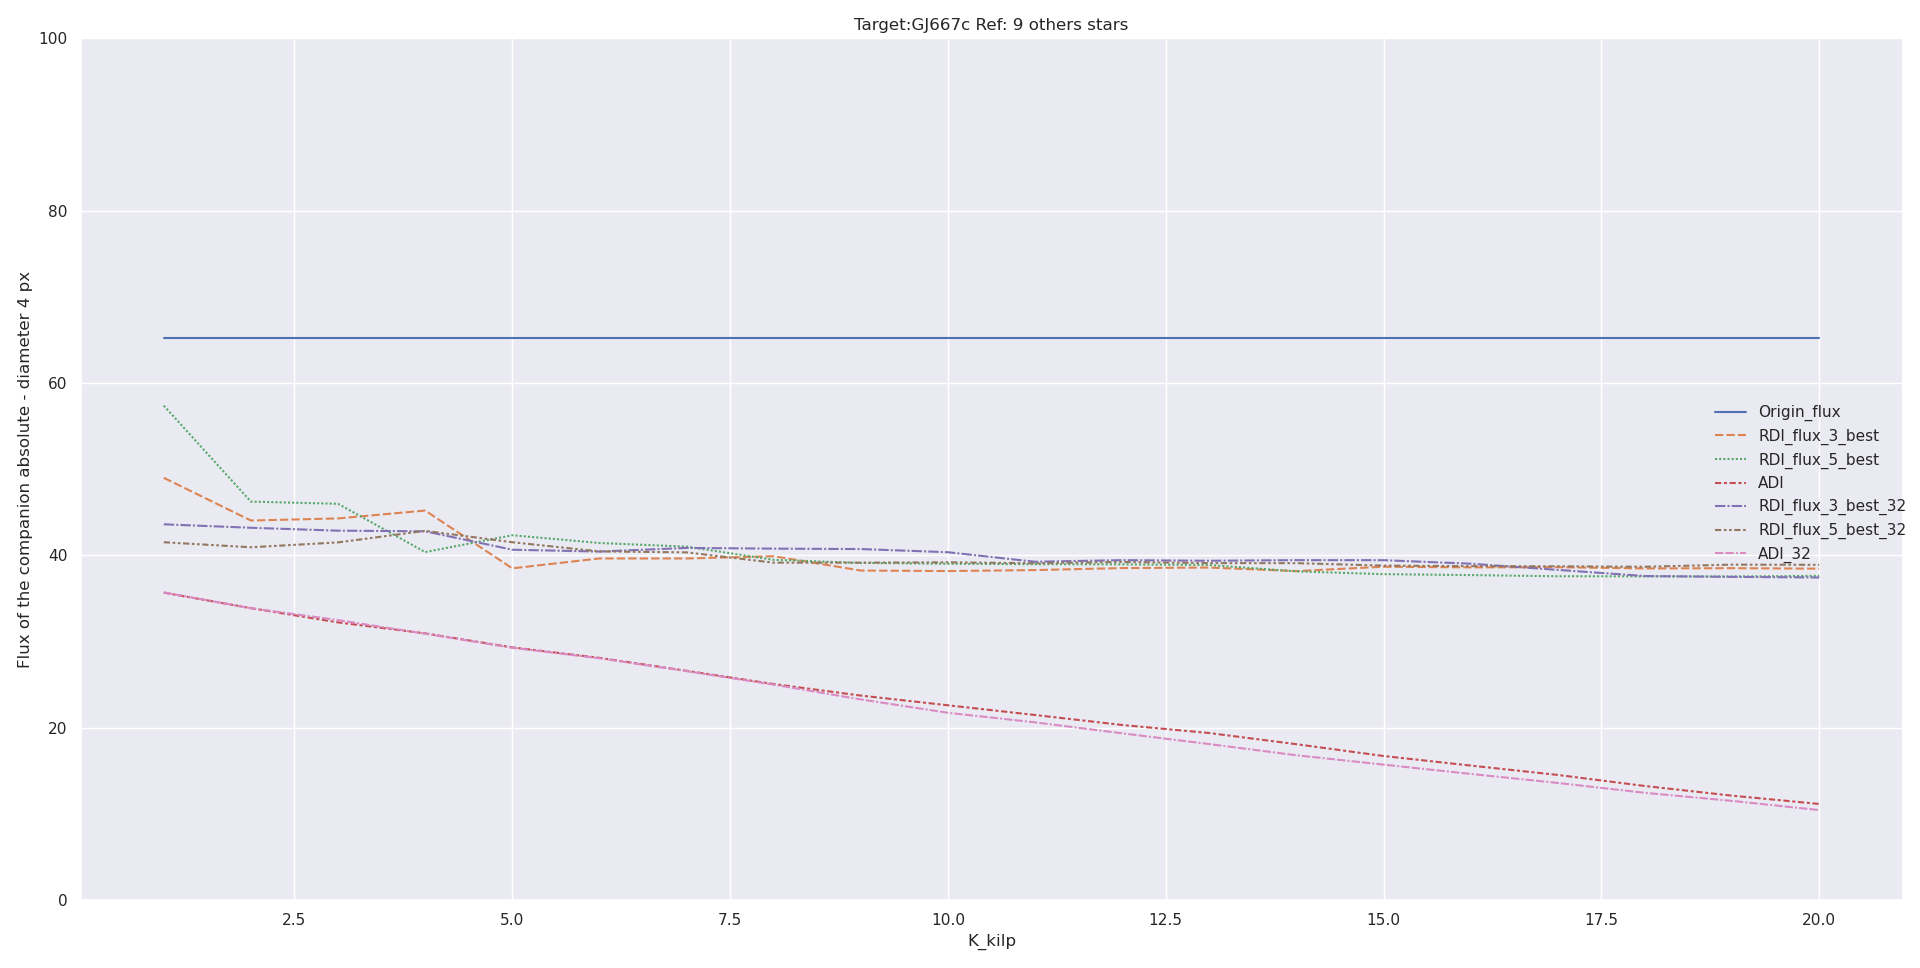 Target:GJ667c Ref: 9 others stars
Flux of the companion absolute - diameter 4 px
100
80
60
40
20
0
Origin_flux
RDI_flux_3_best
RDI_flux_5_best
ADI
RDI_flux_3_best_32
RDI_flux_5_best_32
ADI_32
2.5
5.0
7.5
10.0
12.5
15.0
17.5
20.0
K_kilp